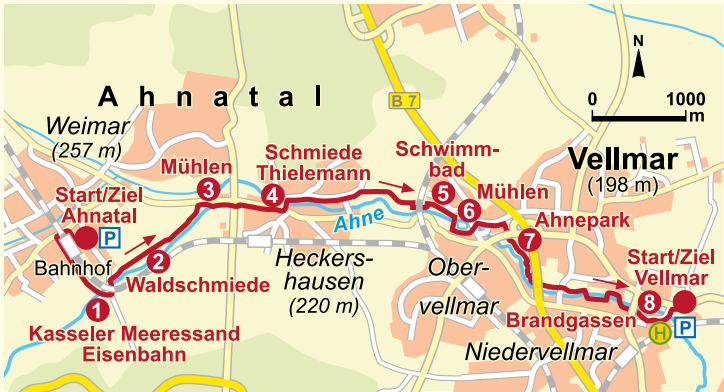 N
B 7
0 1000
m
Ahnatal
Weimar
(257 m)
Mühlen
3
Schmiede
Thielemann
4
Schwimm-
bad
5
6
Mühlen
Vellmar
(198 m)
Start/Ziel
Ahnatal
P
Ahne
Ahnepark
7
Bahnhof
2
Waldschmiede
Heckers-
hausen
(220 m)
Ober-
vellmar
Start/Ziel
Vellmar
1
Kasseler Meeressand
Eisenbahn
Brandgassen
8
H
P
Niedervellmar